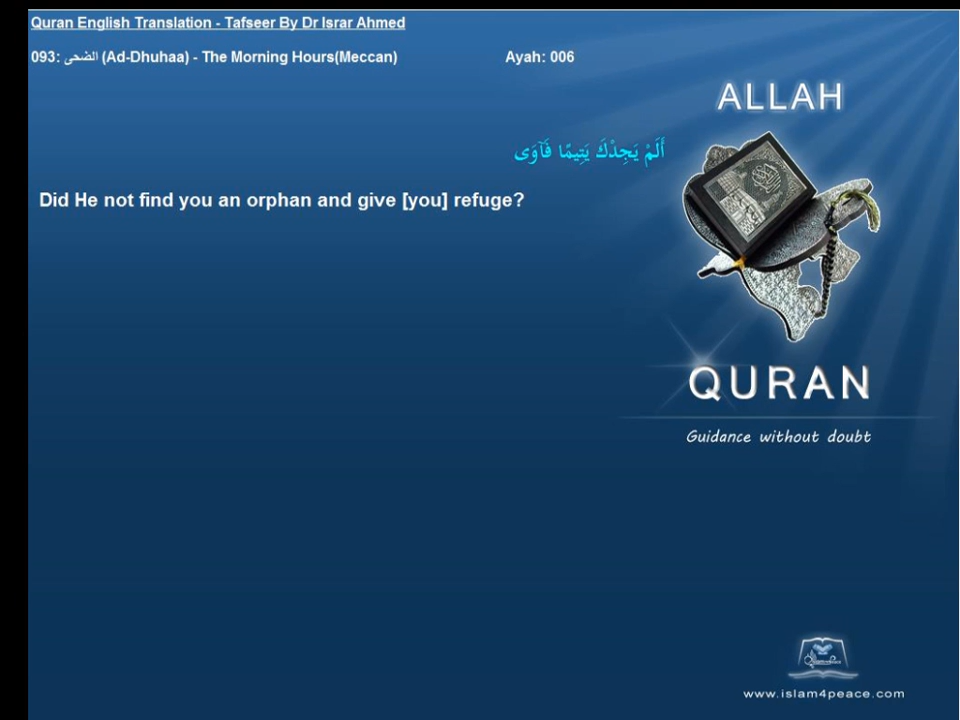 Quran English Translation - Tafseer By Dr Israr Ahmed
093: الضحى (Ad-Dhuhaa) - The Morning Hours(Meccan) Ayah: 006
ALLAH
أَلَمْ يَجِدْكَ يَتِيمًا فَآوَى
Did He not find you an orphan and give [you] refuge?
QURAN
Guidance without doubt
www.islam4peace.com